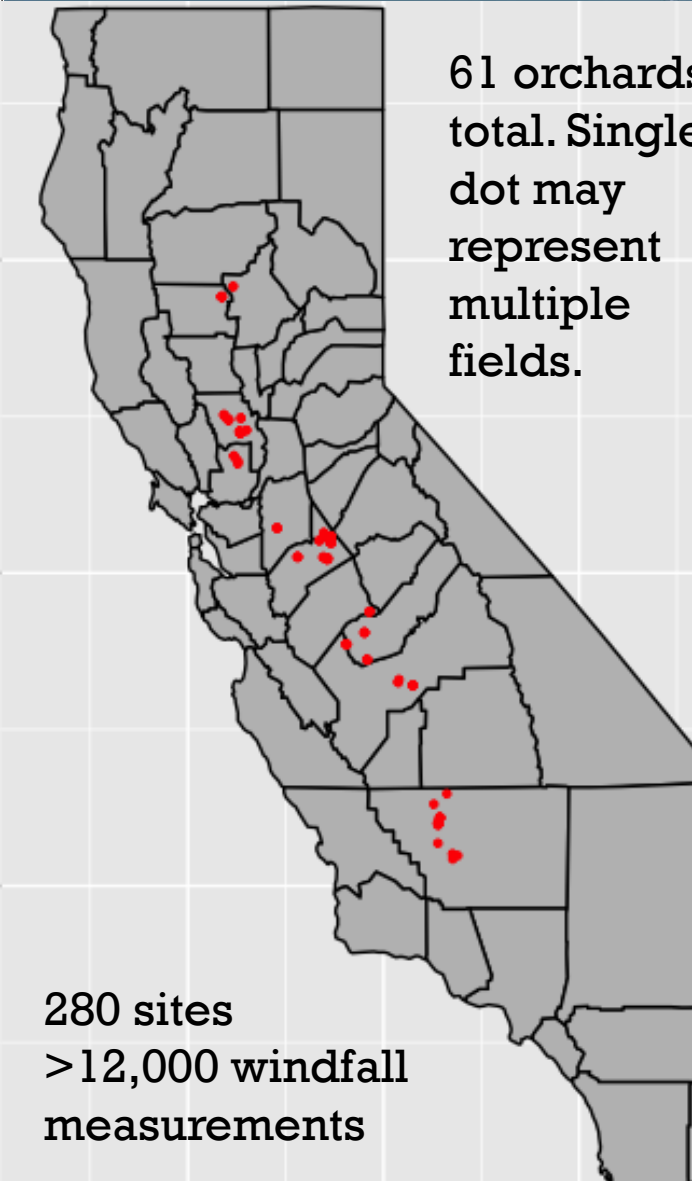 61 orchards
total. Single
dot may
represent
multiple
fields.
280 sites
>12,000 windfall
measurements